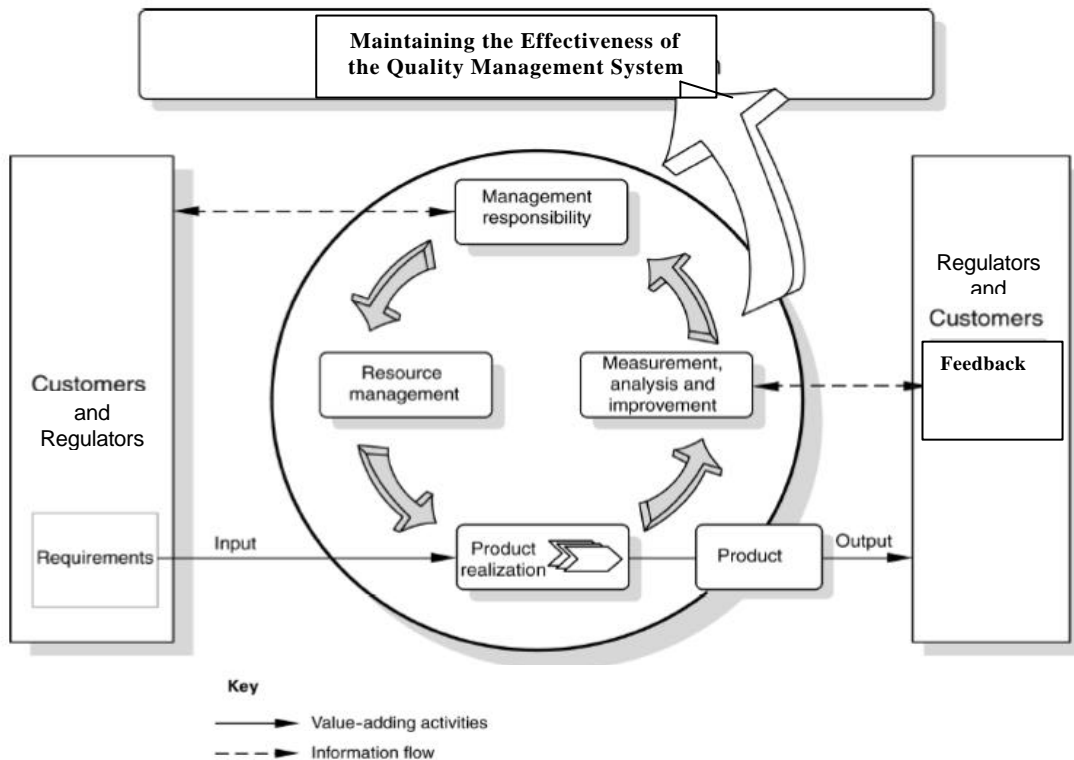 Maintaining the Effectiveness of
the Quality Management System
Management
responsibility
Regulators
and
Customers
Feedback
Resource
management
Measurement,
analysis and
improvement
Customers
and
Regulators
Requirements
Input
Product
realization
Product
Output
Key
Value-adding activities
Information flow